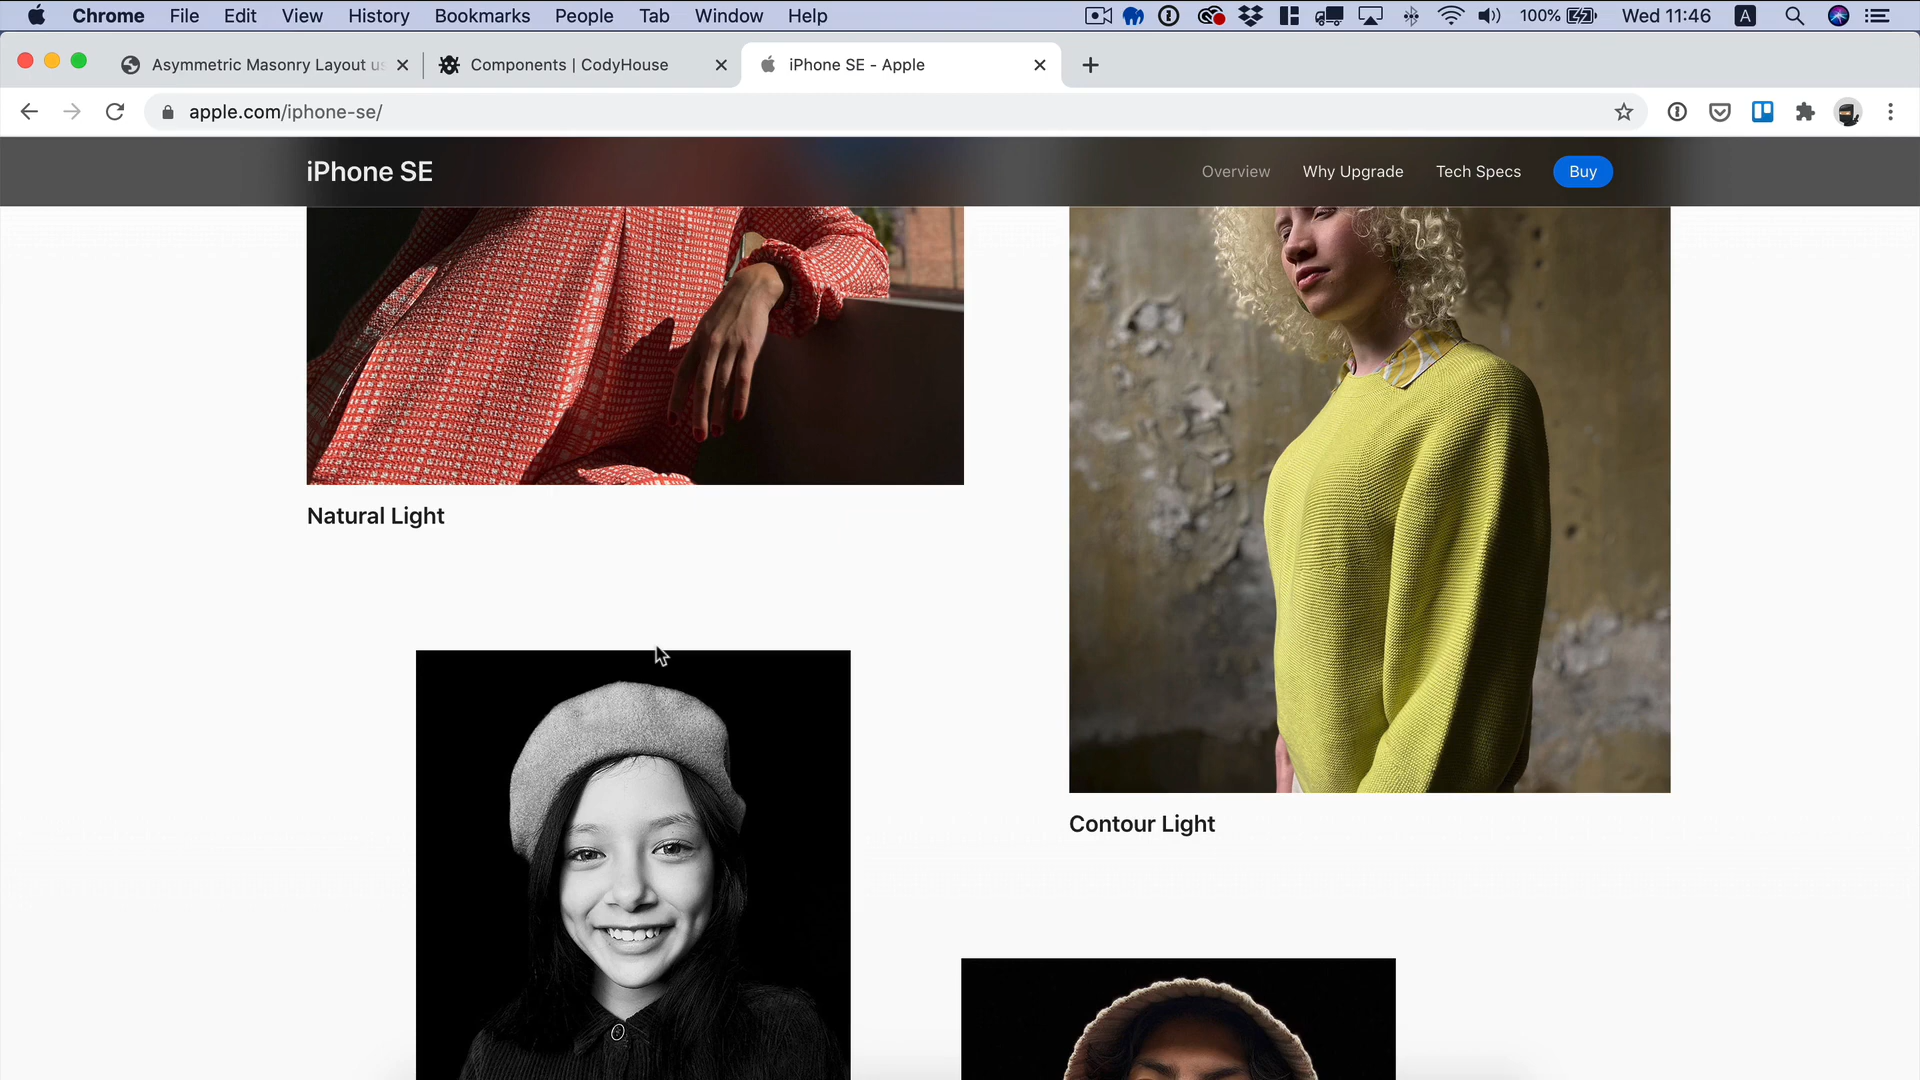 Chrome File Edit View History Bookmarks People Tab Window Help 100% Wed 11:46 A
Asymmetric Masonry Layout us
Components | CodyHouse
iPhone SE - Apple
apple.com/iphone-se/
iPhone SE
Overview Why Upgrade Tech Specs Buy
Natural Light
Contour Light